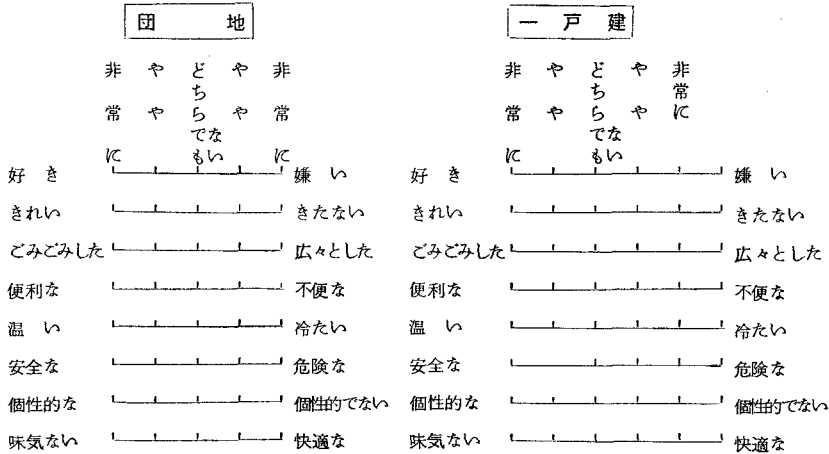 団地
非常に やや どちらでもない やや 非常に
好き 嫌い
きれい きたない
ごみごみした 広々とした
便利な 不便な
温い 冷たい
安全な 危険な
個性的な 個性的でない
味気ない 快適な
一戸建
非常に やや どちらでもない やや 非常に
好き 嫌い
きれい きたない
ごみごみした 広々とした
便利な 不便な
温い 冷たい
安全な 危険な
個性的な 個性的でない
味気ない 快適な